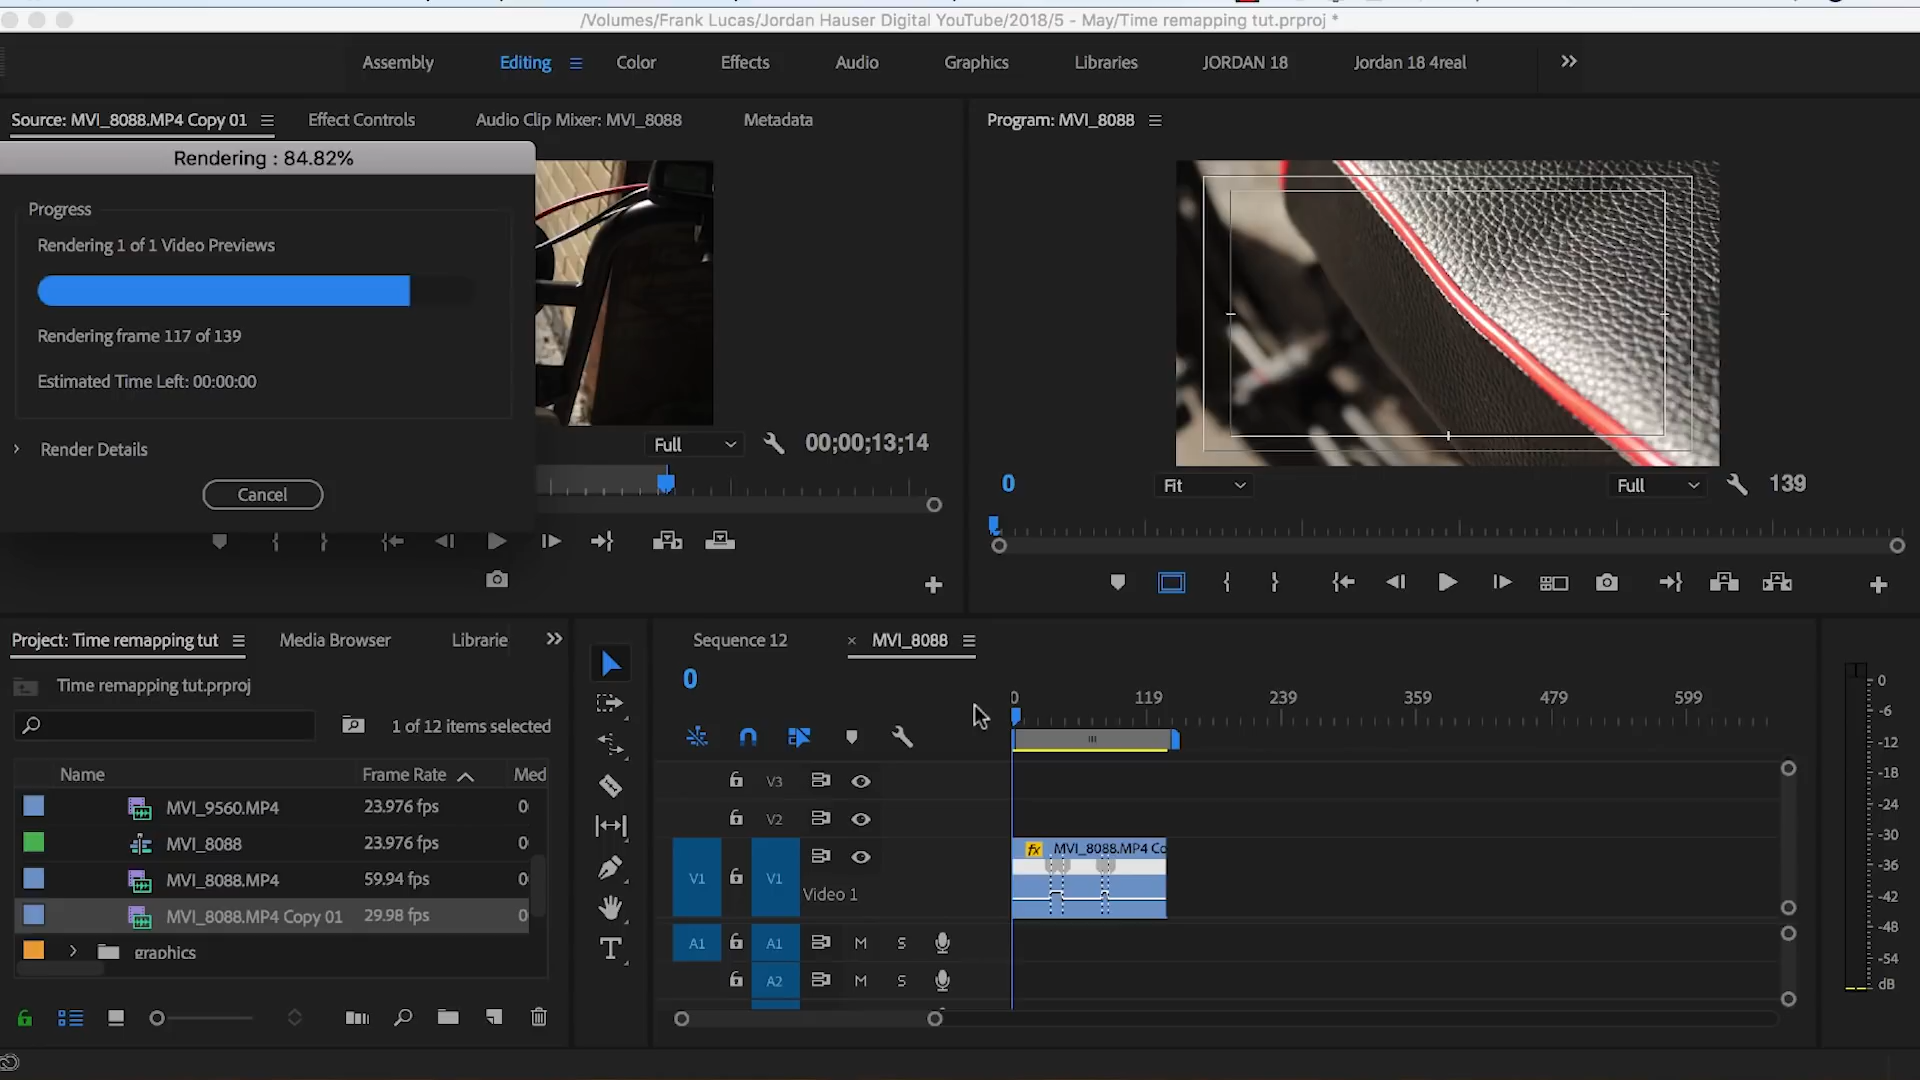 /Volumes/Frank Lucas/Jordan Hauser Digital YouTube/2018/5 - May/Time remapping tut.prproj *
Assembly Editing Color Effects Audio Graphics Libraries JORDAN 18 Jordan 18 4real
Source: MVI_8088.MP4 Copy 01 Effect Controls Audio Clip Mixer: MVI_8088 Metadata
Program: MVI_8088
Rendering : 84.82%
Progress
Rendering 1 of 1 Video Previews
Rendering frame 117 of 139
Estimated Time Left: 00:00:00
Render Details
Cancel
Full 00;00;13;14
0 Fit Full 139
Project: Time remapping tut Media Browser Librarie
Time remapping tut.prproj
1 of 12 items selected
Name Frame Rate Med
MVI_9560.MP4 23.976 fps 0
MVI_8088 23.976 fps 0
MVI_8088.MP4 59.94 fps 0
MVI_8088.MP4 Copy 01 29.98 fps 0
graphics
T
Sequence 12 × MVI_8088
0
0 119 239 359 479 599
V3
V2
V1 V1 Video 1
fx MVI_8088.MP4 Co
A1 A1 M S
A2 M S
0
-6
-12
-18
-24
-30
-36
-42
-48
-54
dB